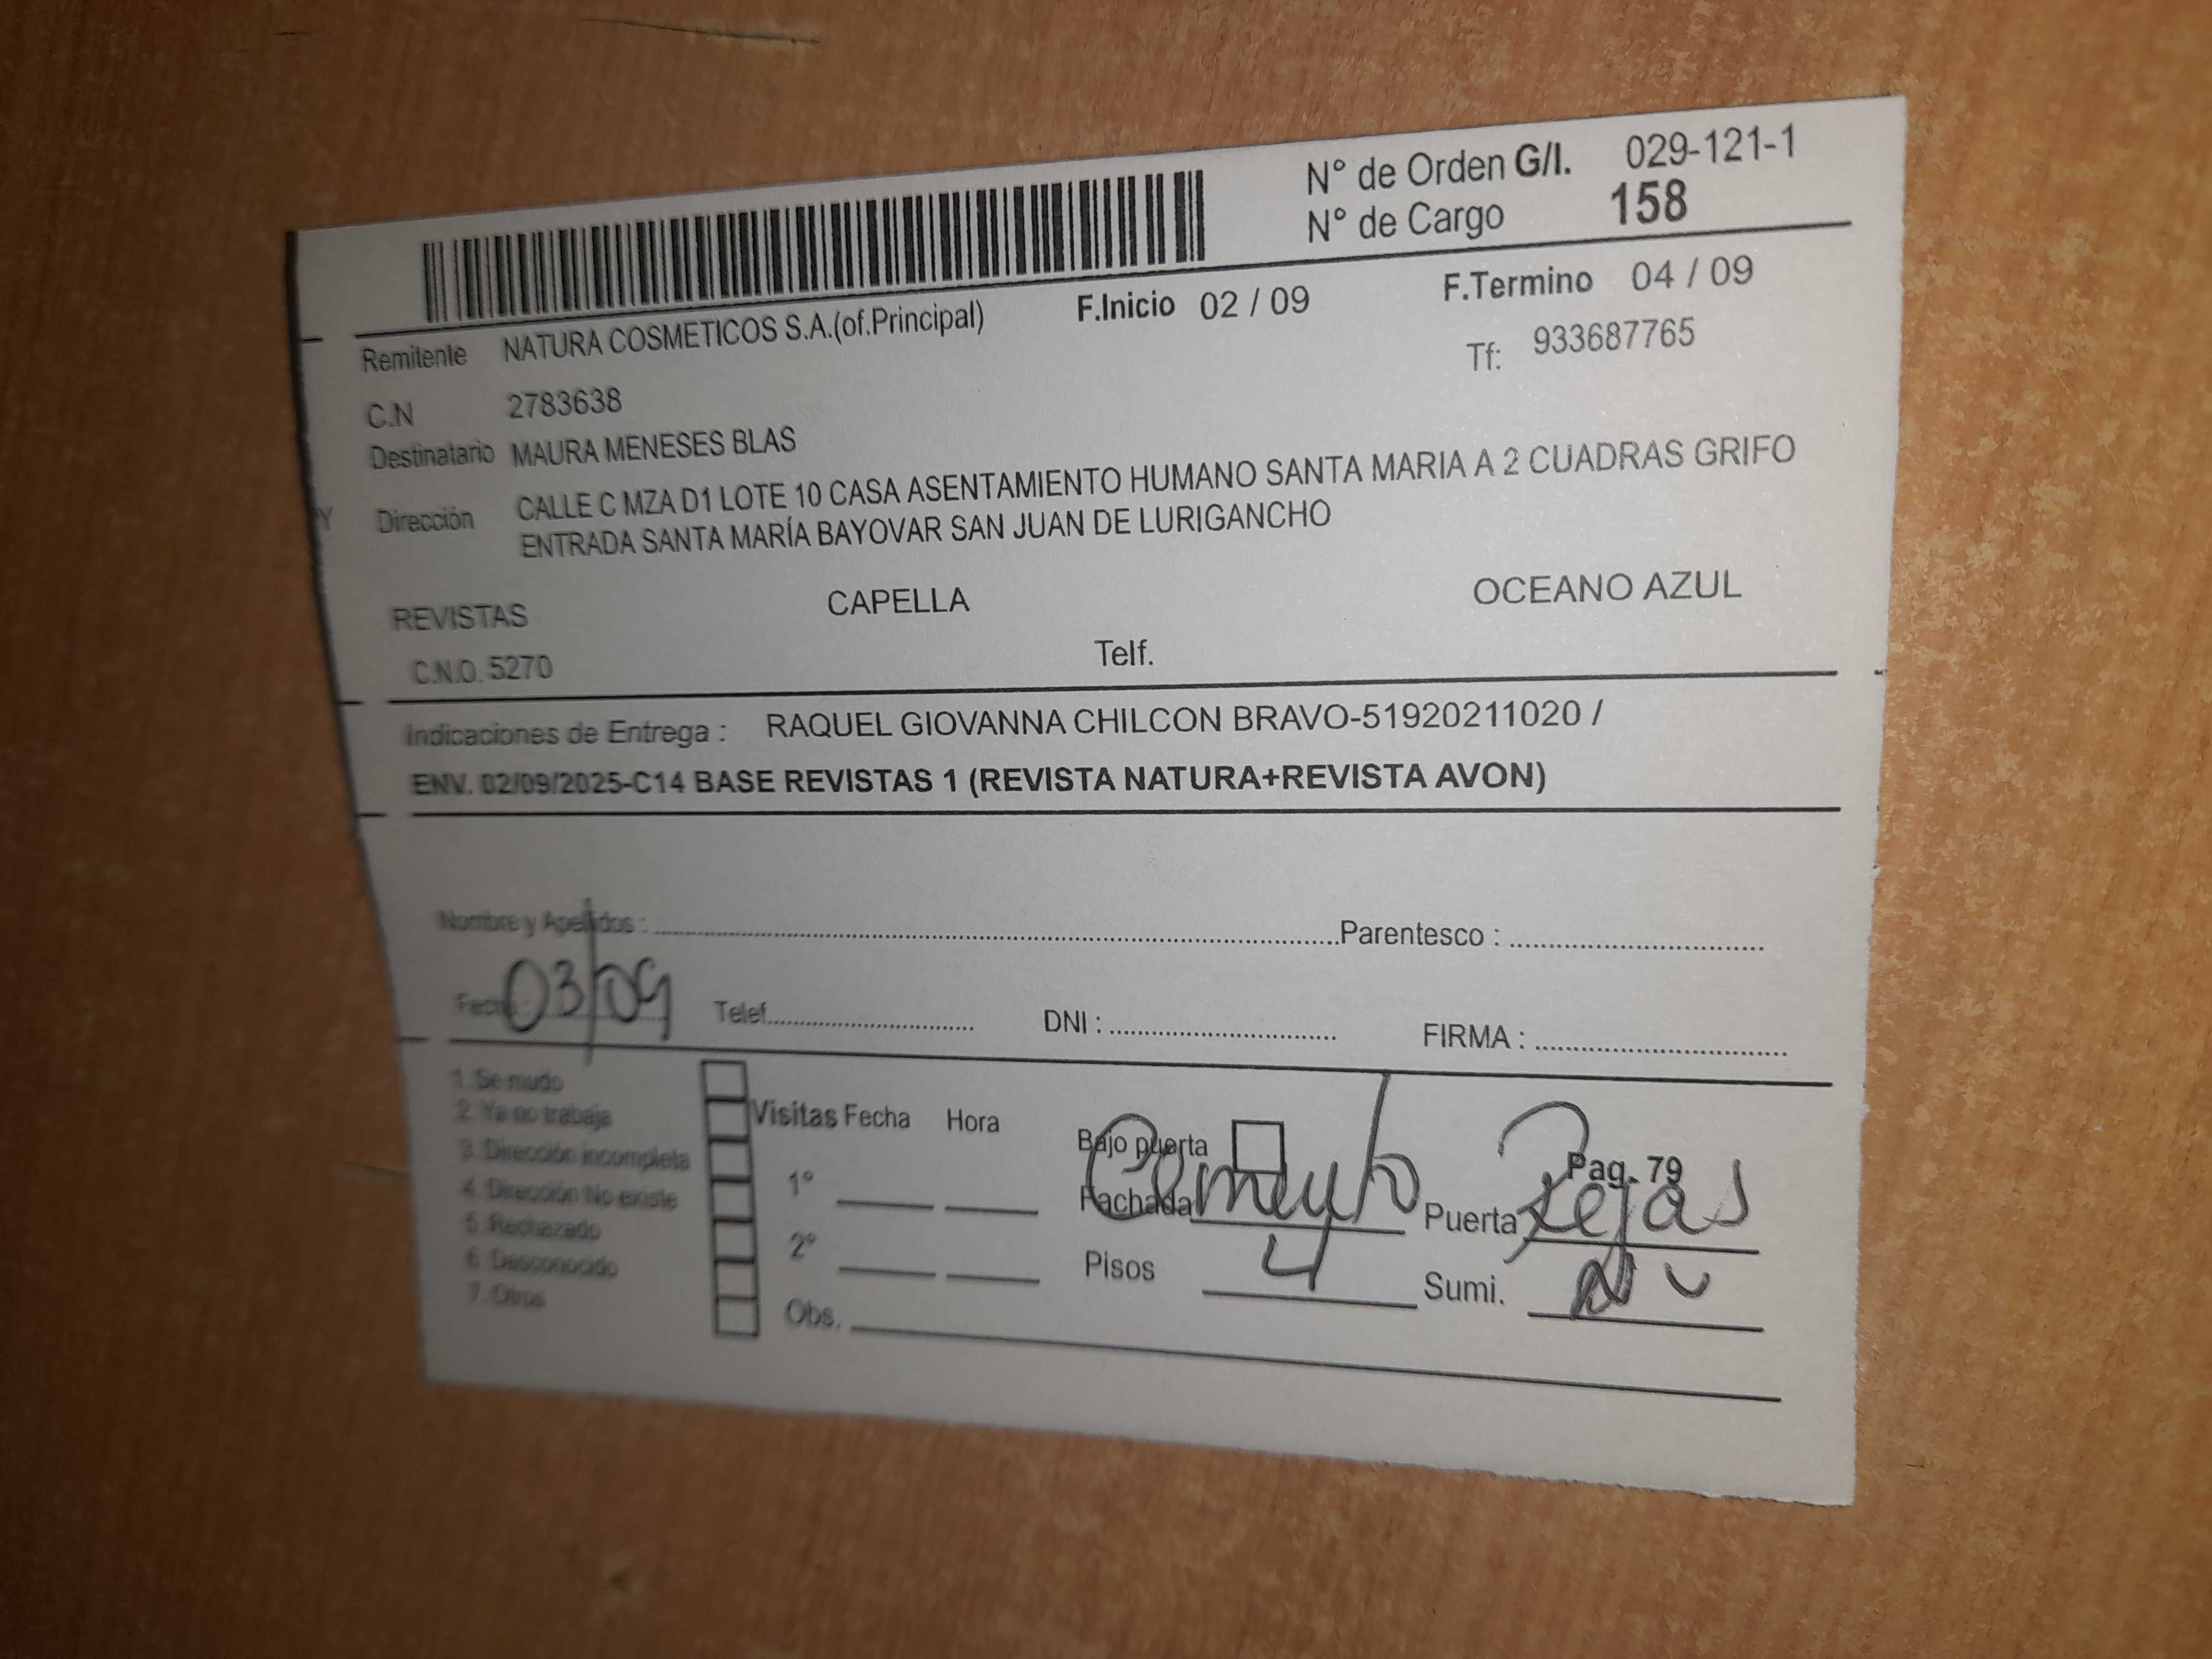 N° de Orden G/I. 029-121-1
N° de Cargo 158
Remitente NATURA COSMETICOS S.A.(of.Principal) F.Inicio 02 / 09 F.Termino 04 / 09
C.N 2783638 Tf: 933687765
Destinatario MAURA MENESES BLAS
Y Dirección CALLE C MZA D1 LOTE 10 CASA ASENTAMIENTO HUMANO SANTA MARIA A 2 CUADRAS GRIFO
ENTRADA SANTA MARÍA BAYOVAR SAN JUAN DE LURIGANCHO
REVISTAS CAPELLA OCEANO AZUL
C.N.O. 5270 Telf.
Indicaciones de Entrega : RAQUEL GIOVANNA CHILCON BRAVO-51920211020 /
ENV. 02/09/2025-C14 BASE REVISTAS 1 (REVISTA NATURA+REVISTA AVON)
Nombre y Apellidos : Parentesco :
Fecha : 03/09 Telef. DNI : FIRMA :
1. Se mudo
2. Ya no trabaja Visitas Fecha Hora Bajo puerta
3. Dirección incompleta Pag. 79
4. Dirección No existe 1° Fachada Cemento Puerta Rejas
5. Rechazado
6. Desconocido 2° Pisos 4 Sumi.
7. Otros Obs.